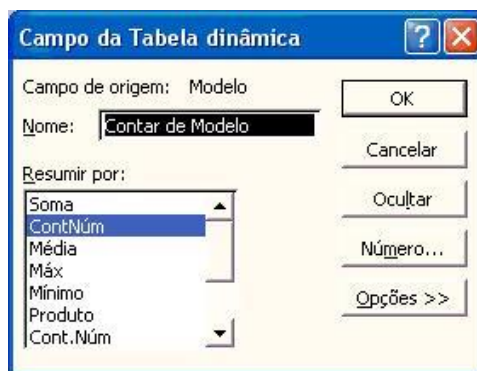 Campo da Tabela dinâmica
Campo de origem: Modelo
Nome: Contar de Modelo
Resumir por:
Soma
ContNúm
Média
Máx
Mínimo
Produto
Cont.Núm
OK
Cancelar
Ocultar
Número...
Opções >>